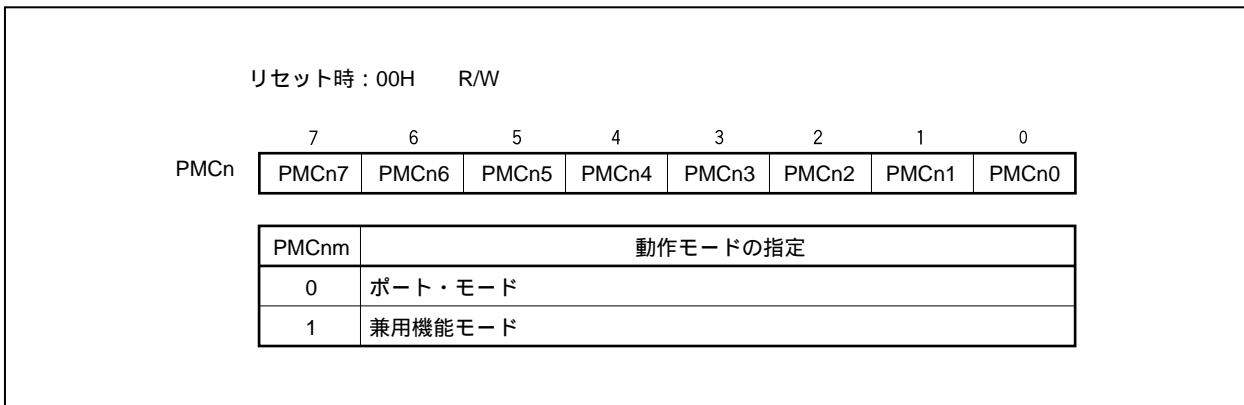 リセット時：00H R/W
7 6 5 4 3 2 1 0
PMCn PMCn7 PMCn6 PMCn5 PMCn4 PMCn3 PMCn2 PMCn1 PMCn0
PMCnm 動作モードの指定
0 ポート・モード
1 兼用機能モード